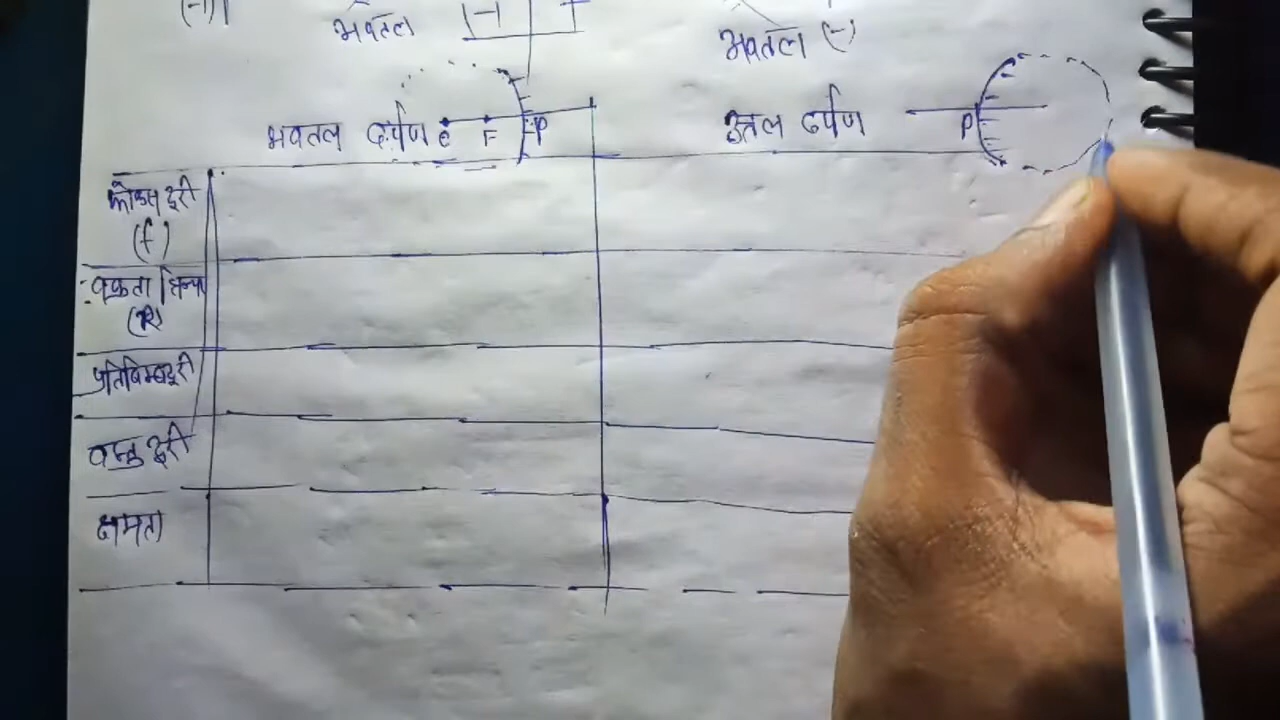 (-)
अवतल (-)
अवतल (-)
अवतल दर्पण C F P
उत्तल दर्पण P
फोकस दूरी
(f)
वक्रता त्रिज्या
(R)
प्रतिबिम्ब दूरी
वस्तु दूरी
क्षमता